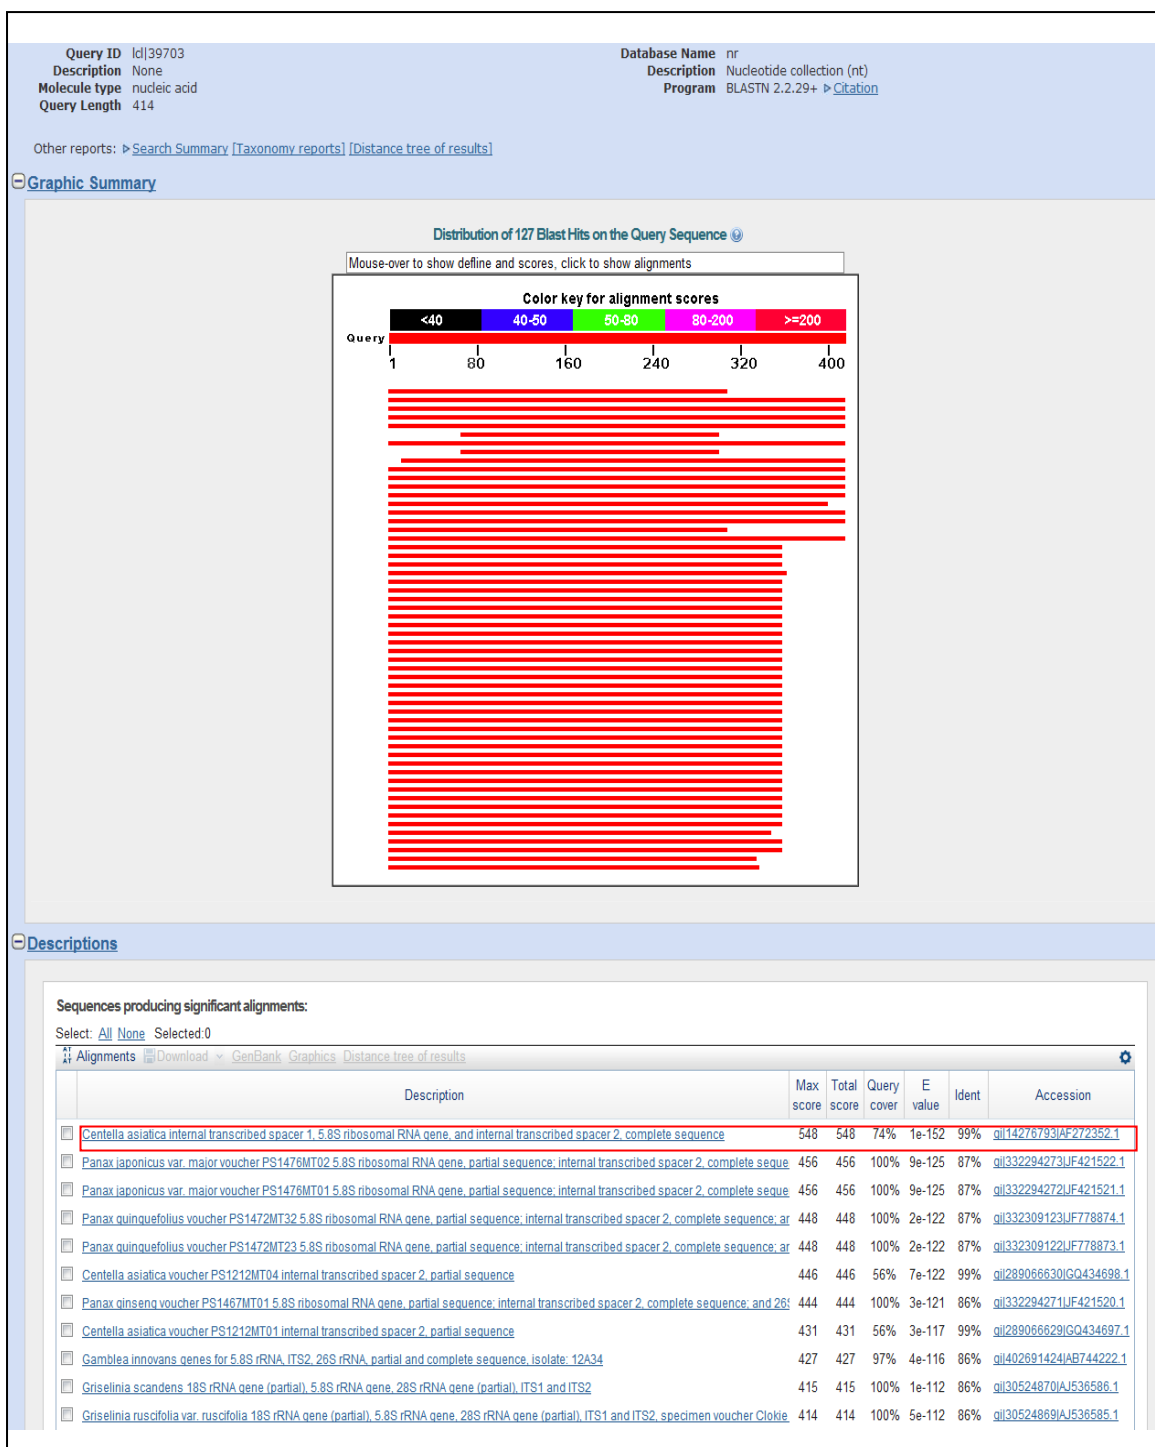 Query ID lcl|39703
Description None
Molecule type nucleic acid
Query Length 414
Database Name nr
Description Nucleotide collection (nt)
Program BLASTN 2.2.29+ Citation
Other reports: Search Summary [Taxonomy reports] [Distance tree of results]
Graphic Summary
Distribution of 127 Blast Hits on the Query Sequence
Mouse-over to show defline and scores, click to show alignments
Color key for alignment scores
<40 40-50 50-80 80-200 >=200
Query
1 80 160 240 320 400
Descriptions
Sequences producing significant alignments:
Select: All None Selected:0
Alignments Download GenBank Graphics Distance tree of results
Description Max score Total score Query cover E value Ident Accession
Centella asiatica internal transcribed spacer 1, 5.8S ribosomal RNA gene, and internal transcribed spacer 2, complete sequence 548 548 74% 1e-152 99% gi|14276793|AF272352.1
Panax japonicus var. major voucher PS1476MT02 5.8S ribosomal RNA gene, partial sequence; internal transcribed spacer 2, complete seque 456 456 100% 9e-125 87% gi|332294273|JF421522.1
Panax japonicus var. major voucher PS1476MT01 5.8S ribosomal RNA gene, partial sequence; internal transcribed spacer 2, complete seque 456 456 100% 9e-125 87% gi|332294272|JF421521.1
Panax quinquefolius voucher PS1472MT32 5.8S ribosomal RNA gene, partial sequence; internal transcribed spacer 2, complete sequence; ar 448 448 100% 2e-122 87% gi|332309123|JF778874.1
Panax quinquefolius voucher PS1472MT23 5.8S ribosomal RNA gene, partial sequence; internal transcribed spacer 2, complete sequence; ar 448 448 100% 2e-122 87% gi|332309122|JF778873.1
Centella asiatica voucher PS1212MT04 internal transcribed spacer 2, partial sequence 446 446 56% 7e-122 99% gi|289066630|GQ434698.1
Panax ginseng voucher PS1467MT01 5.8S ribosomal RNA gene, partial sequence; internal transcribed spacer 2, complete sequence; and 26S 444 444 100% 3e-121 86% gi|332294271|JF421520.1
Centella asiatica voucher PS1212MT01 internal transcribed spacer 2, partial sequence 431 431 56% 3e-117 99% gi|289066629|GQ434697.1
Gamblea innovans genes for 5.8S rRNA, ITS2, 26S rRNA, partial and complete sequence, isolate: 12A34 427 427 97% 4e-116 86% gi|402691424|AB744222.1
Griselinia scandens 18S rRNA gene (partial), 5.8S rRNA gene, 28S rRNA gene (partial), ITS1 and ITS2 415 415 100% 1e-112 86% gi|30524870|AJ536586.1
Griselinia ruscifolia var. ruscifolia 18S rRNA gene (partial), 5.8S rRNA gene, 28S rRNA gene (partial), ITS1 and ITS2, specimen voucher Clokie 414 414 100% 5e-112 86% gi|30524869|AJ536585.1